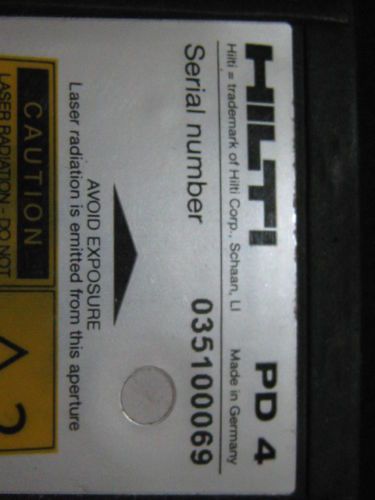 HILTI PD 4
Hilti = trademark of Hilti Corp., Schaan, LI Made in Germany
Serial number 035100069
AVOID EXPOSURE
Laser radiation is emitted from this aperture
CAUTION
LASER RADIATION - DO NOT